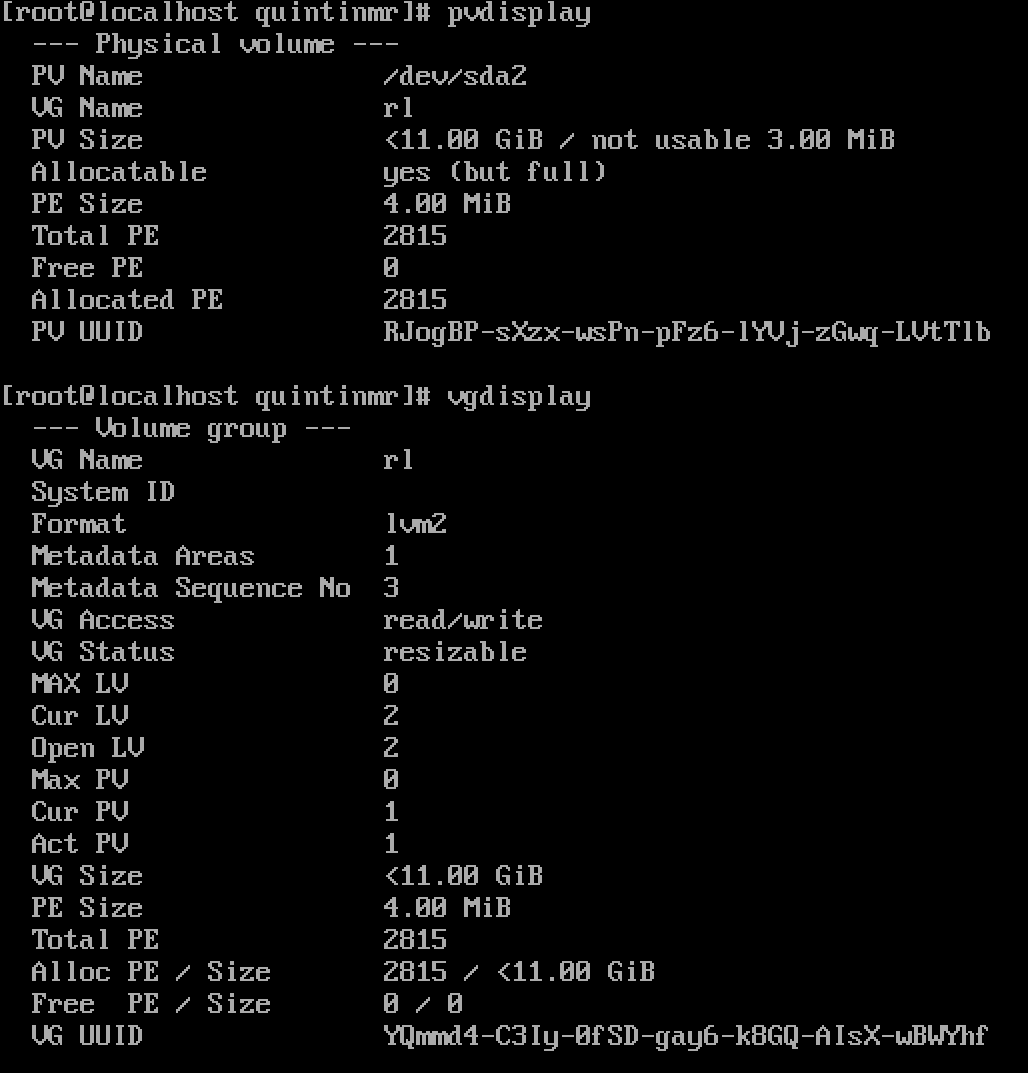 [root@localhost quintinmr]# pvdisplay
  --- Physical volume ---
  PV Name               /dev/sda2
  VG Name               rl
  PV Size               <11.00 GiB / not usable 3.00 MiB
  Allocatable           yes (but full)
  PE Size               4.00 MiB
  Total PE              2815
  Free PE               0
  Allocated PE          2815
  PV UUID               RJogBP-sXzx-wsPn-pFz6-lYVj-zGwq-LVtTlb

[root@localhost quintinmr]# vgdisplay
  --- Volume group ---
  VG Name               rl
  System ID
  Format                lvm2
  Metadata Areas        1
  Metadata Sequence No  3
  VG Access             read/write
  VG Status             resizable
  MAX LV                0
  Cur LV                2
  Open LV               2
  Max PV                0
  Cur PV                1
  Act PV                1
  VG Size               <11.00 GiB
  PE Size               4.00 MiB
  Total PE              2815
  Alloc PE / Size       2815 / <11.00 GiB
  Free  PE / Size       0 / 0
  VG UUID               YQmmd4-C3Iy-0fSD-gay6-k8GQ-AIsX-wBWYhf